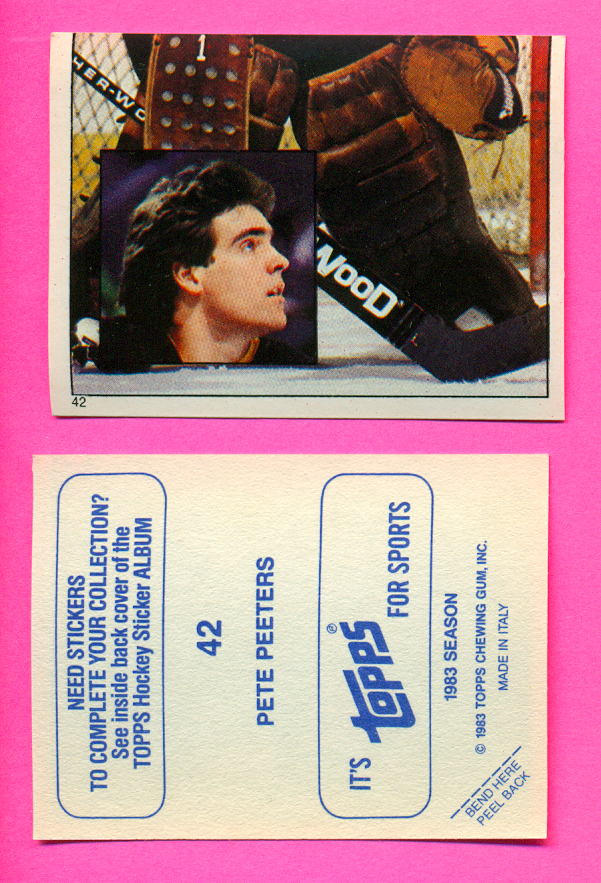 1
HER-WO
WOOD
42
NEED STICKERS
TO COMPLETE YOUR COLLECTION?
See inside back cover of the
TOPPS Hockey Sticker ALBUM
42
PETE PEETERS
IT'S topps® FOR SPORTS
1983 SEASON
© 1983 TOPPS CHEWING GUM, INC.
MADE IN ITALY
BEND HERE
PEEL BACK